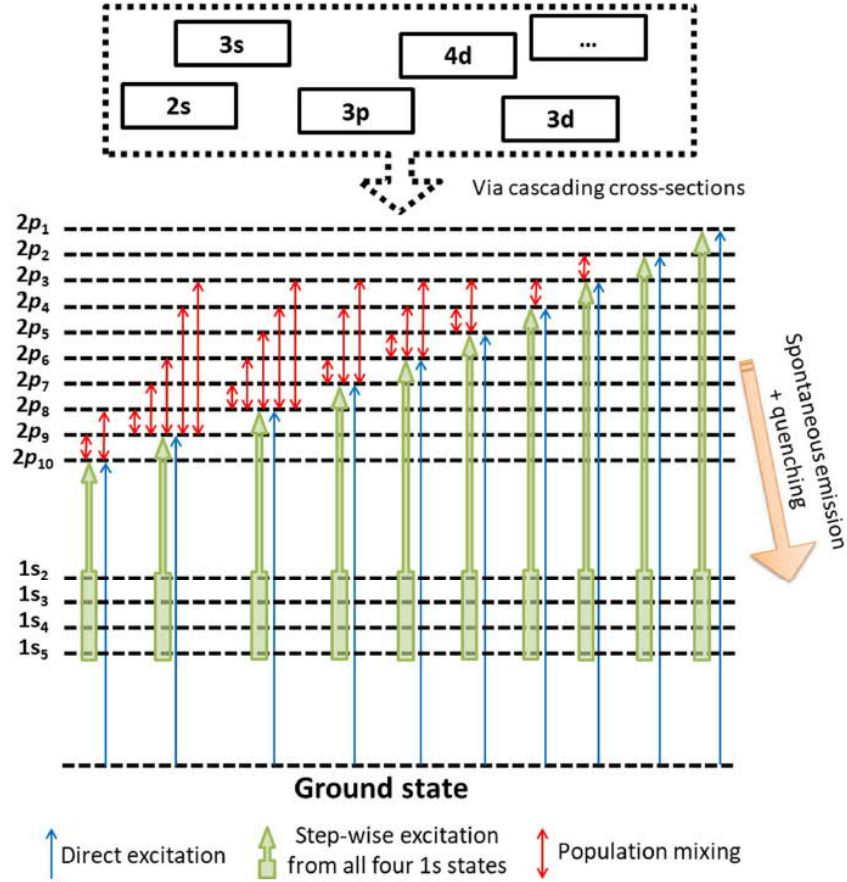 3s
4d
...
2s
3p
3d
Via cascading cross-sections
2p₁
2p₂
2p₃
2p₄
2p₅
2p₆
2p₇
2p₈
2p₉
2p₁₀
Spontaneous emission
+ quenching
1s₂
1s₃
1s₄
1s₅
Ground state
Direct excitation
Step-wise excitation
from all four 1s states
Population mixing